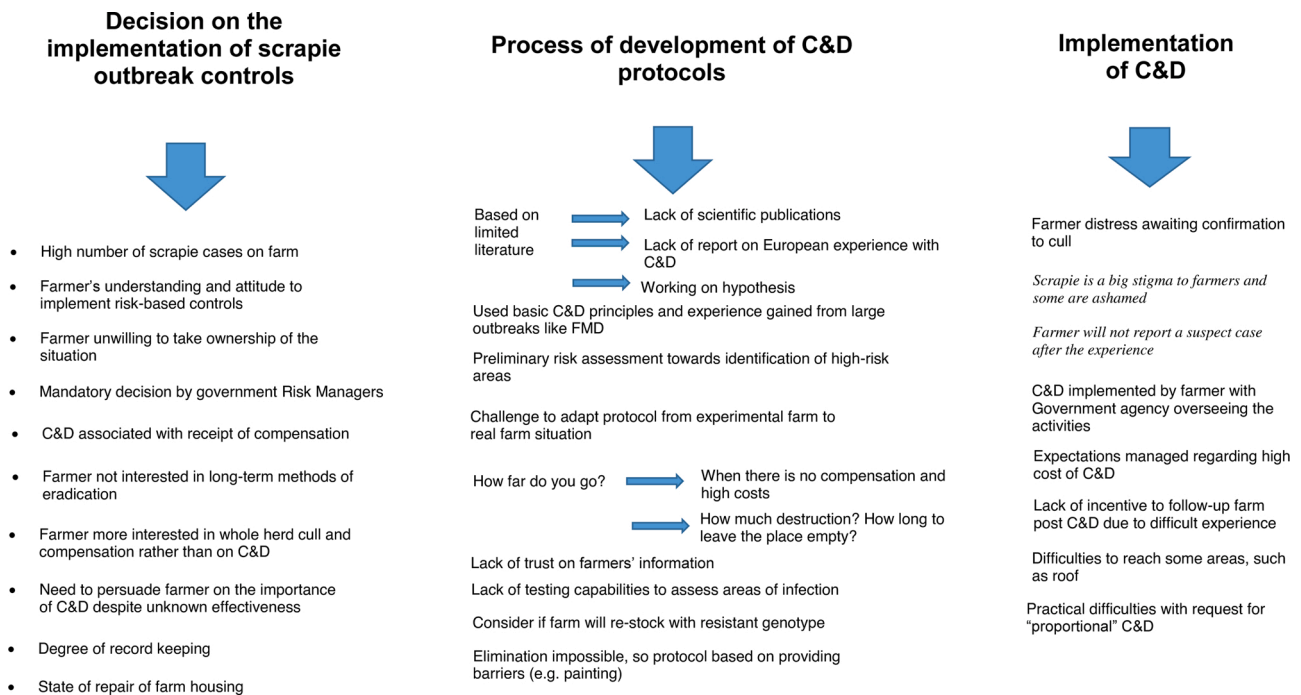 Decision on the
implementation of scrapie
outbreak controls
• High number of scrapie cases on farm
• Farmer's understanding and attitude to
implement risk-based controls
• Farmer unwilling to take ownership of the
situation
• Mandatory decision by government Risk Managers
• C&D associated with receipt of compensation
• Farmer not interested in long-term methods of
eradication
• Farmer more interested in whole herd cull and
compensation rather than on C&D
• Need to persuade farmer on the importance
of C&D despite unknown effectiveness
• Degree of record keeping
• State of repair of farm housing
Process of development of C&D
protocols
Based on
limited
literature
Lack of scientific publications
Lack of report on European experience with
C&D
Working on hypothesis
Used basic C&D principles and experience gained from large
outbreaks like FMD
Preliminary risk assessment towards identification of high-risk
areas
Challenge to adapt protocol from experimental farm to
real farm situation
How far do you go?
When there is no compensation and
high costs
How much destruction? How long to
leave the place empty?
Lack of trust on farmers' information
Lack of testing capabilities to assess areas of infection
Consider if farm will re-stock with resistant genotype
Elimination impossible, so protocol based on providing
barriers (e.g. painting)
Implementation
of C&D
Farmer distress awaiting confirmation
to cull
Scrapie is a big stigma to farmers and
some are ashamed
Farmer will not report a suspect case
after the experience
C&D implemented by farmer with
Government agency overseeing the
activities
Expectations managed regarding high
cost of C&D
Lack of incentive to follow-up farm
post C&D due to difficult experience
Difficulties to reach some areas, such
as roof
Practical difficulties with request for
"proportional" C&D